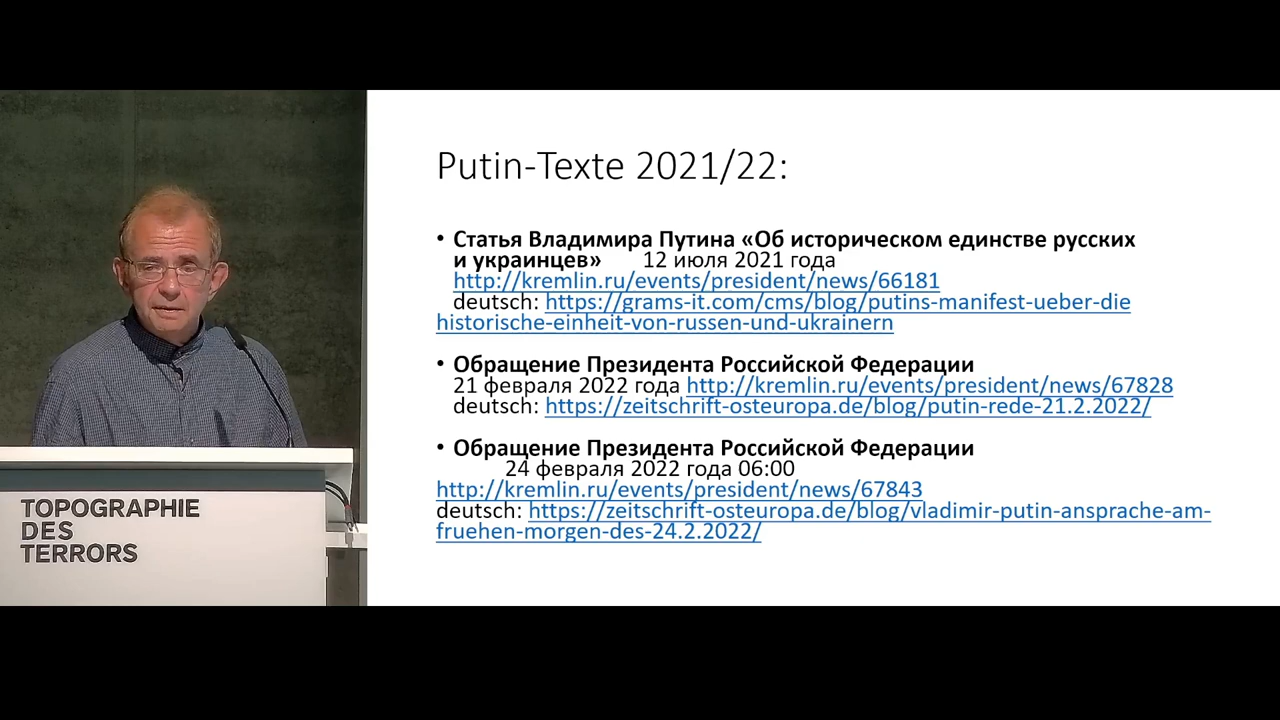 TOPOGRAPHIE
DES
TERRORS
Putin-Texte 2021/22:
• Статья Владимира Путина «Об историческом единстве русских
и украинцев» 12 июля 2021 года
http://kremlin.ru/events/president/news/66181
deutsch: https://grams-it.com/cms/blog/putins-manifest-ueber-die
historische-einheit-von-russen-und-ukrainern
• Обращение Президента Российской Федерации
21 февраля 2022 года http://kremlin.ru/events/president/news/67828
deutsch: https://zeitschrift-osteuropa.de/blog/putin-rede-21.2.2022/
• Обращение Президента Российской Федерации
24 февраля 2022 года 06:00
http://kremlin.ru/events/president/news/67843
deutsch: https://zeitschrift-osteuropa.de/blog/vladimir-putin-ansprache-am-
fruehen-morgen-des-24.2.2022/